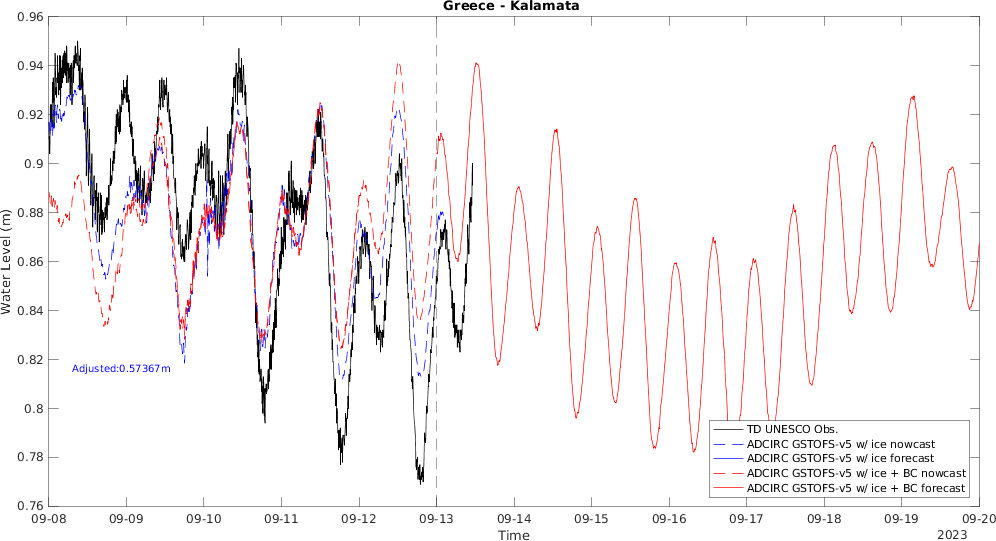 Greece - Kalamata
0.96
0.94
0.92
0.9
0.88
0.86
0.84
0.82
0.8
0.78
0.76
Water Level (m)
Adjusted:0.57367m
TD UNESCO Obs.
ADCIRC GSTOFS-v5 w/ ice nowcast
ADCIRC GSTOFS-v5 w/ ice forecast
ADCIRC GSTOFS-v5 w/ ice + BC nowcast
ADCIRC GSTOFS-v5 w/ ice + BC forecast
09-08 09-09 09-10 09-11 09-12 09-13 09-14 09-15 09-16 09-17 09-18 09-19 09-20
Time
2023